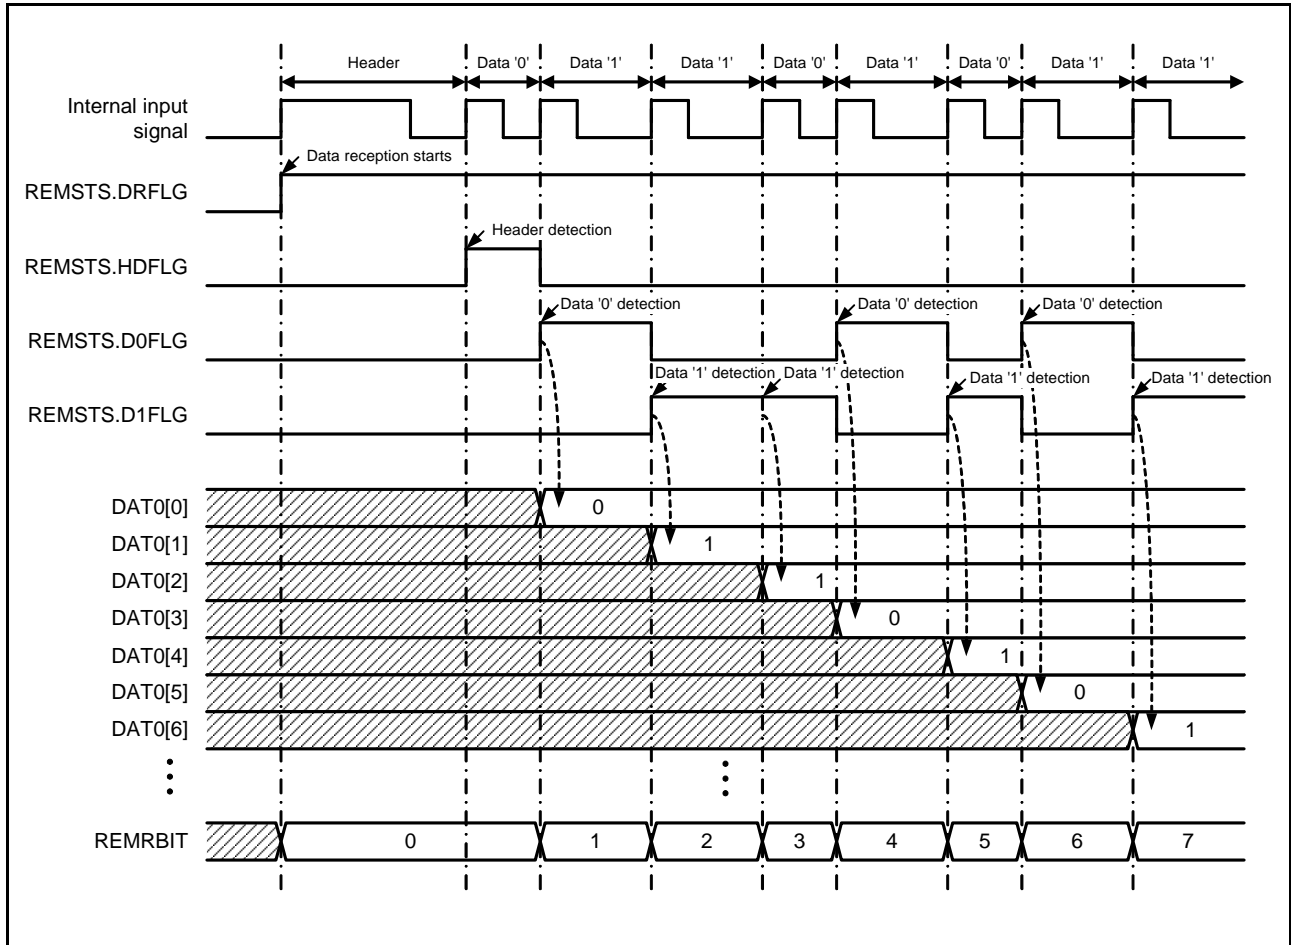 Header Data '0' Data '1' Data '1' Data '0' Data '1' Data '0' Data '1' Data '1'
Internal input
signal
Data reception starts
REMSTS.DRFLG
Header detection
REMSTS.HDFLG
Data '0' detection Data '0' detection Data '0' detection
REMSTS.D0FLG
Data '1' detection Data '1' detection Data '1' detection Data '1' detection
REMSTS.D1FLG
DAT0[0] 0
DAT0[1] 1
DAT0[2] 1
DAT0[3] 0
DAT0[4] 1
DAT0[5] 0
DAT0[6] 1
REMRBIT 0 1 2 3 4 5 6 7